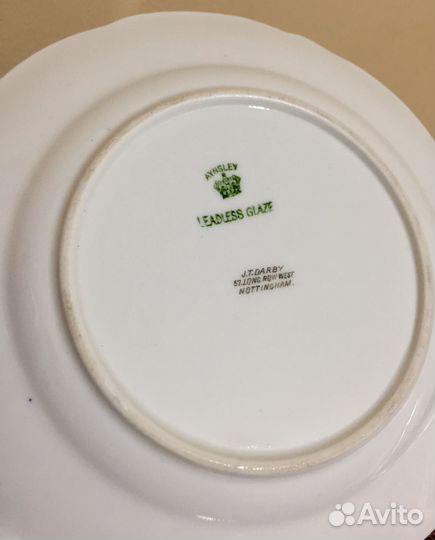 AYNSLEY
LEADLESS GLAZE
J.T.DARBY
57.LONG ROW WEST
NOTTINGHAM.
Avito